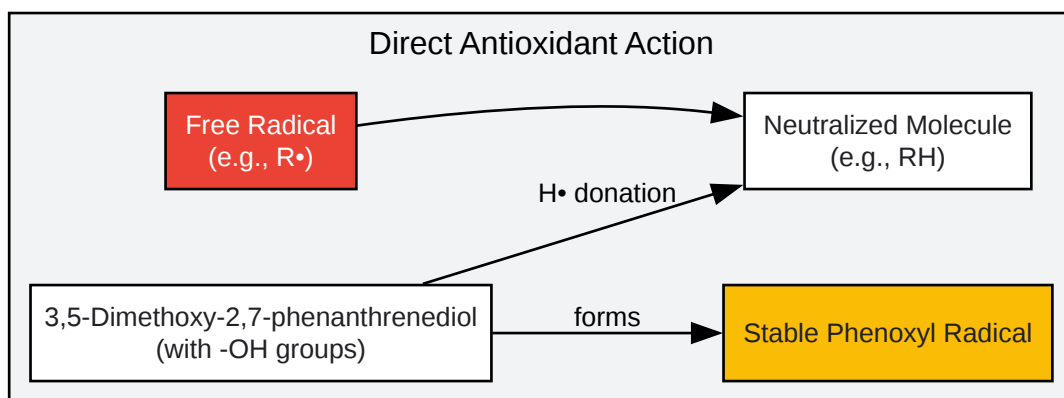 Direct Antioxidant Action
Free Radical
(e.g., R•)
Neutralized Molecule
(e.g., RH)
H• donation
3,5-Dimethoxy-2,7-phenanthrenediol
(with -OH groups)
forms
Stable Phenoxyl Radical